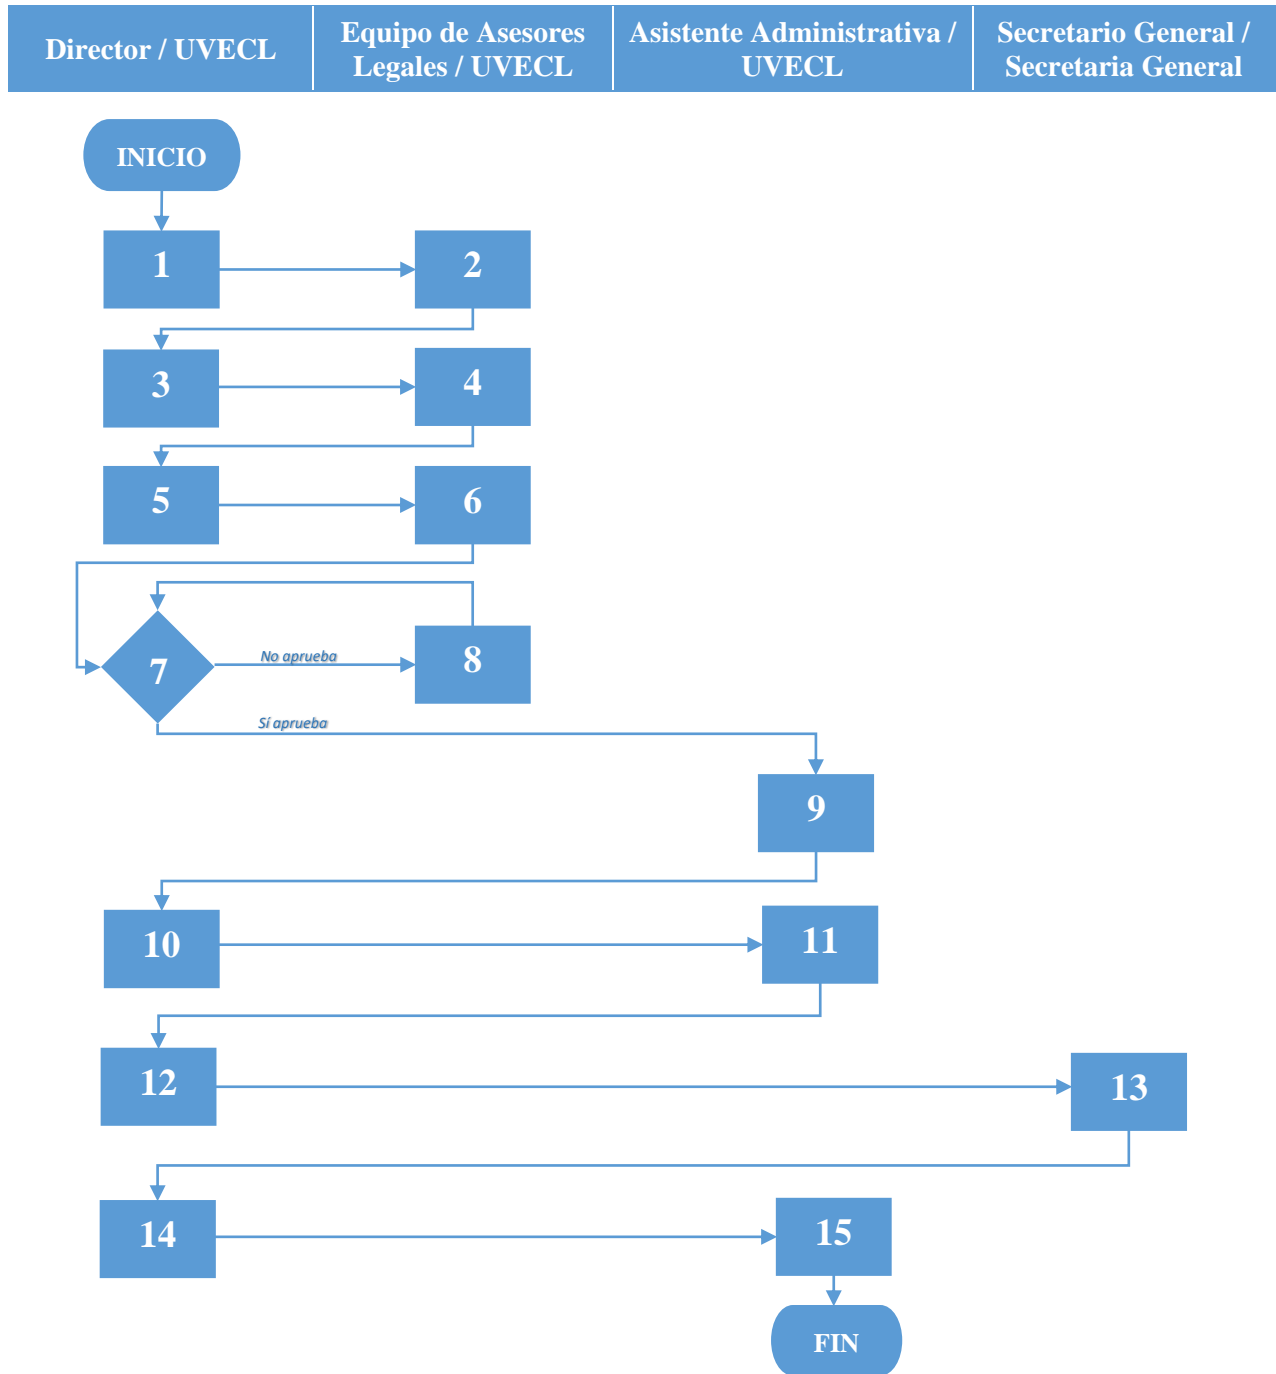 Director / UVECL
Equipo de Asesores
Legales / UVECL
Asistente Administrativa /
UVECL
Secretario General /
Secretaria General
INICIO
1
2
3
4
5
6
7
No aprueba
8
Sí aprueba
9
10
11
12
13
14
15
FIN